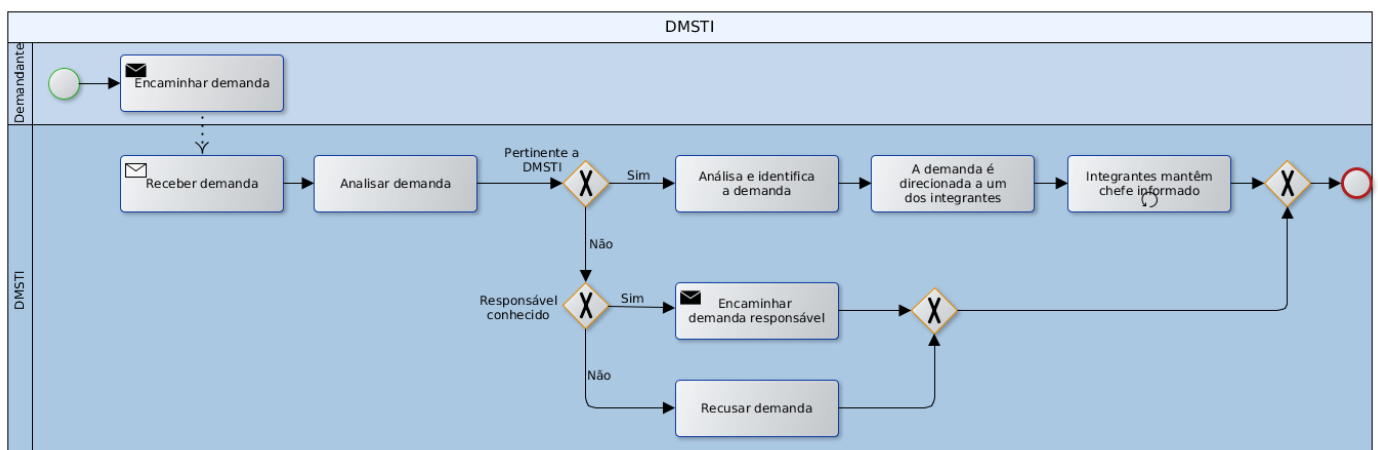 DMSTI
Demandante
Encaminhar demanda
DMSTI
Receber demanda
Analisar demanda
Pertinente a
DMSTI
Sim
Análisa e identifica
a demanda
A demanda é
direcionada a um
dos integrantes
Integrantes mantêm
chefe informado
Não
Responsável
conhecido
Sim
Encaminhar
demanda responsável
Não
Recusar demanda